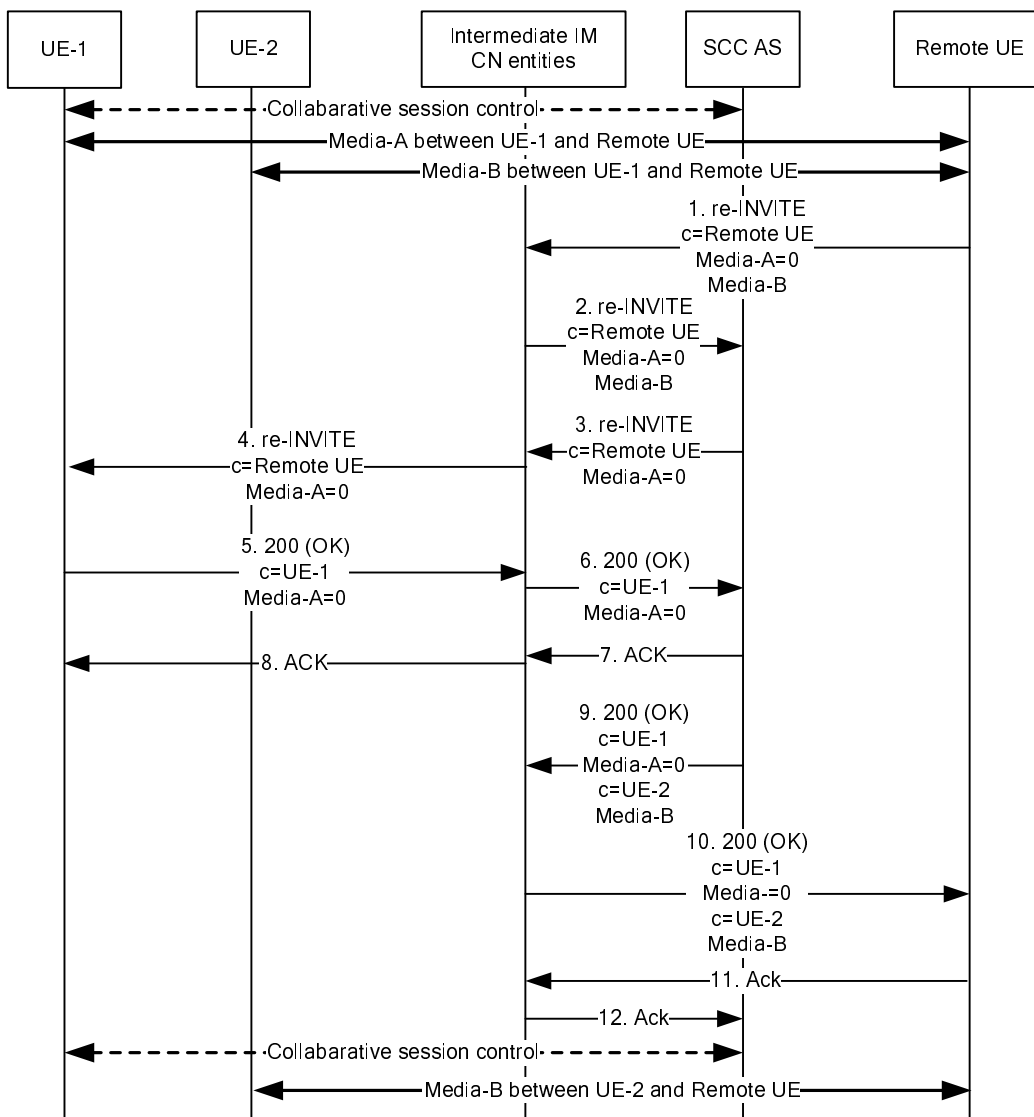 UE-1
UE-2
Intermediate IM
CN entities
SCC AS
Remote UE
Collabarative session control
Media-A between UE-1 and Remote UE
Media-B between UE-1 and Remote UE
1. re-INVITE
c=Remote UE
Media-A=0
Media-B
2. re-INVITE
c=Remote UE
Media-A=0
Media-B
3. re-INVITE
c=Remote UE
Media-A=0
4. re-INVITE
c=Remote UE
Media-A=0
5. 200 (OK)
c=UE-1
Media-A=0
6. 200 (OK)
c=UE-1
Media-A=0
7. ACK
8. ACK
9. 200 (OK)
c=UE-1
Media-A=0
c=UE-2
Media-B
10. 200 (OK)
c=UE-1
Media-=0
c=UE-2
Media-B
11. Ack
12. Ack
Collabarative session control
Media-B between UE-2 and Remote UE